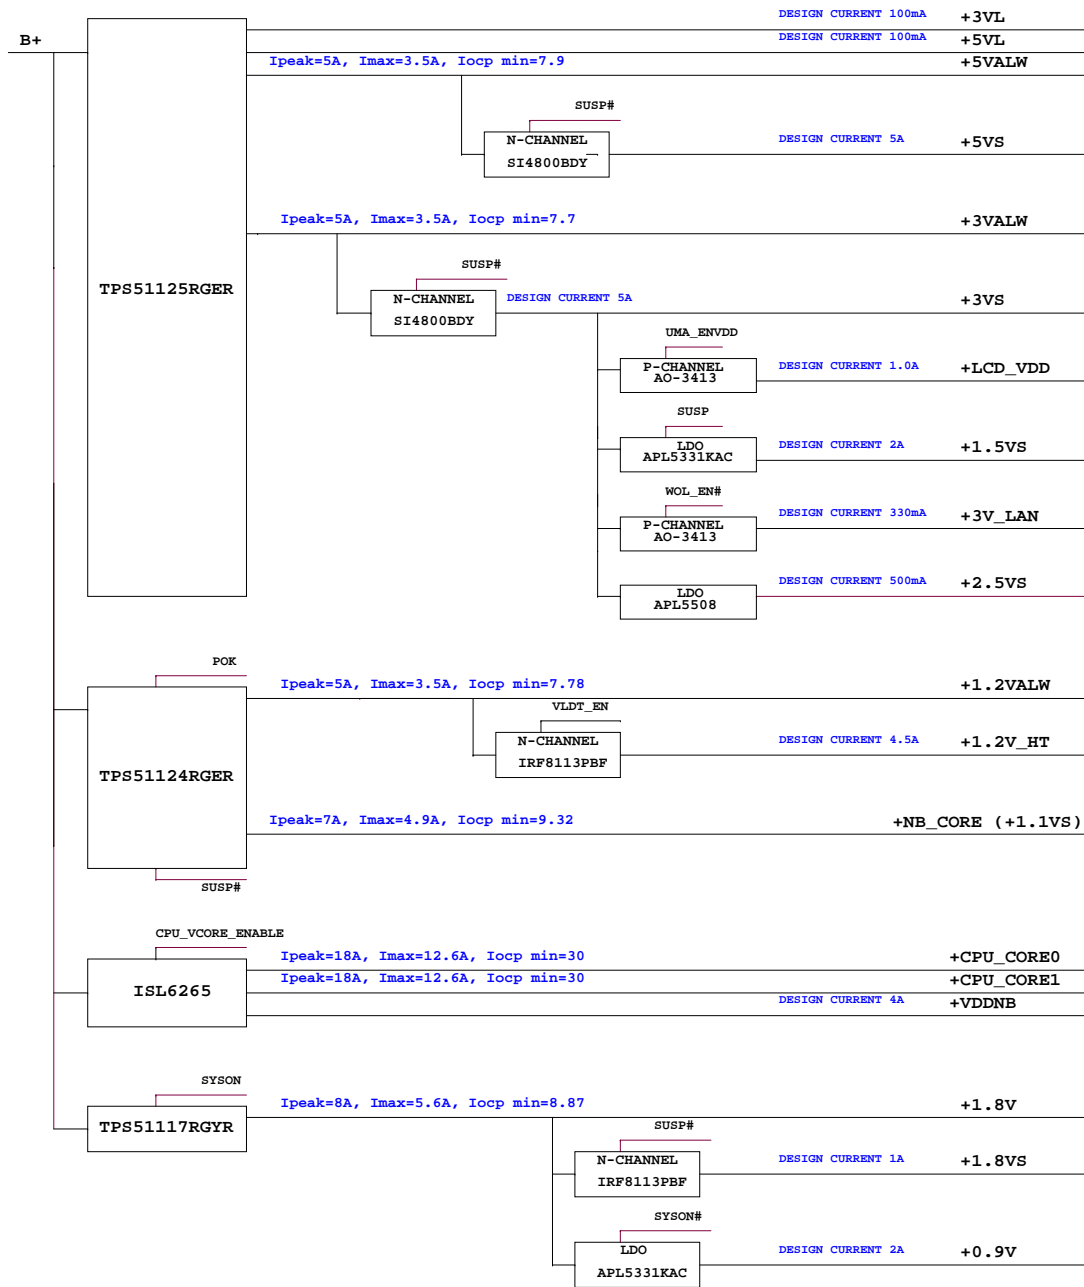 DESIGN CURRENT 100mA +3VL
B+
DESIGN CURRENT 100mA +5VL
Ipeak=5A, Imax=3.5A, Iocp min=7.9 +5VALW
SUSP#
N-CHANNEL
SI4800BDY
DESIGN CURRENT 5A +5VS
Ipeak=5A, Imax=3.5A, Iocp min=7.7 +3VALW
TPS51125RGER
SUSP#
N-CHANNEL
SI4800BDY
DESIGN CURRENT 5A +3VS
UMA_ENVDD
P-CHANNEL
AO-3413
DESIGN CURRENT 1.0A +LCD_VDD
SUSP
LDO
APL5331KAC
DESIGN CURRENT 2A +1.5VS
WOL_EN#
P-CHANNEL
AO-3413
DESIGN CURRENT 330mA +3V_LAN
LDO
APL5508
DESIGN CURRENT 500mA +2.5VS
POK
Ipeak=5A, Imax=3.5A, Iocp min=7.78 +1.2VALW
VLDT_EN
N-CHANNEL
IRF8113PBF
DESIGN CURRENT 4.5A +1.2V_HT
TPS51124RGER
Ipeak=7A, Imax=4.9A, Iocp min=9.32 +NB_CORE (+1.1VS)
SUSP#
CPU_VCORE_ENABLE
Ipeak=18A, Imax=12.6A, Iocp min=30 +CPU_CORE0
Ipeak=18A, Imax=12.6A, Iocp min=30 +CPU_CORE1
ISL6265
DESIGN CURRENT 4A +VDDNB
SYSON
Ipeak=8A, Imax=5.6A, Iocp min=8.87 +1.8V
TPS51117RGYR
SUSP#
N-CHANNEL
IRF8113PBF
DESIGN CURRENT 1A +1.8VS
SYSON#
LDO
APL5331KAC
DESIGN CURRENT 2A +0.9V